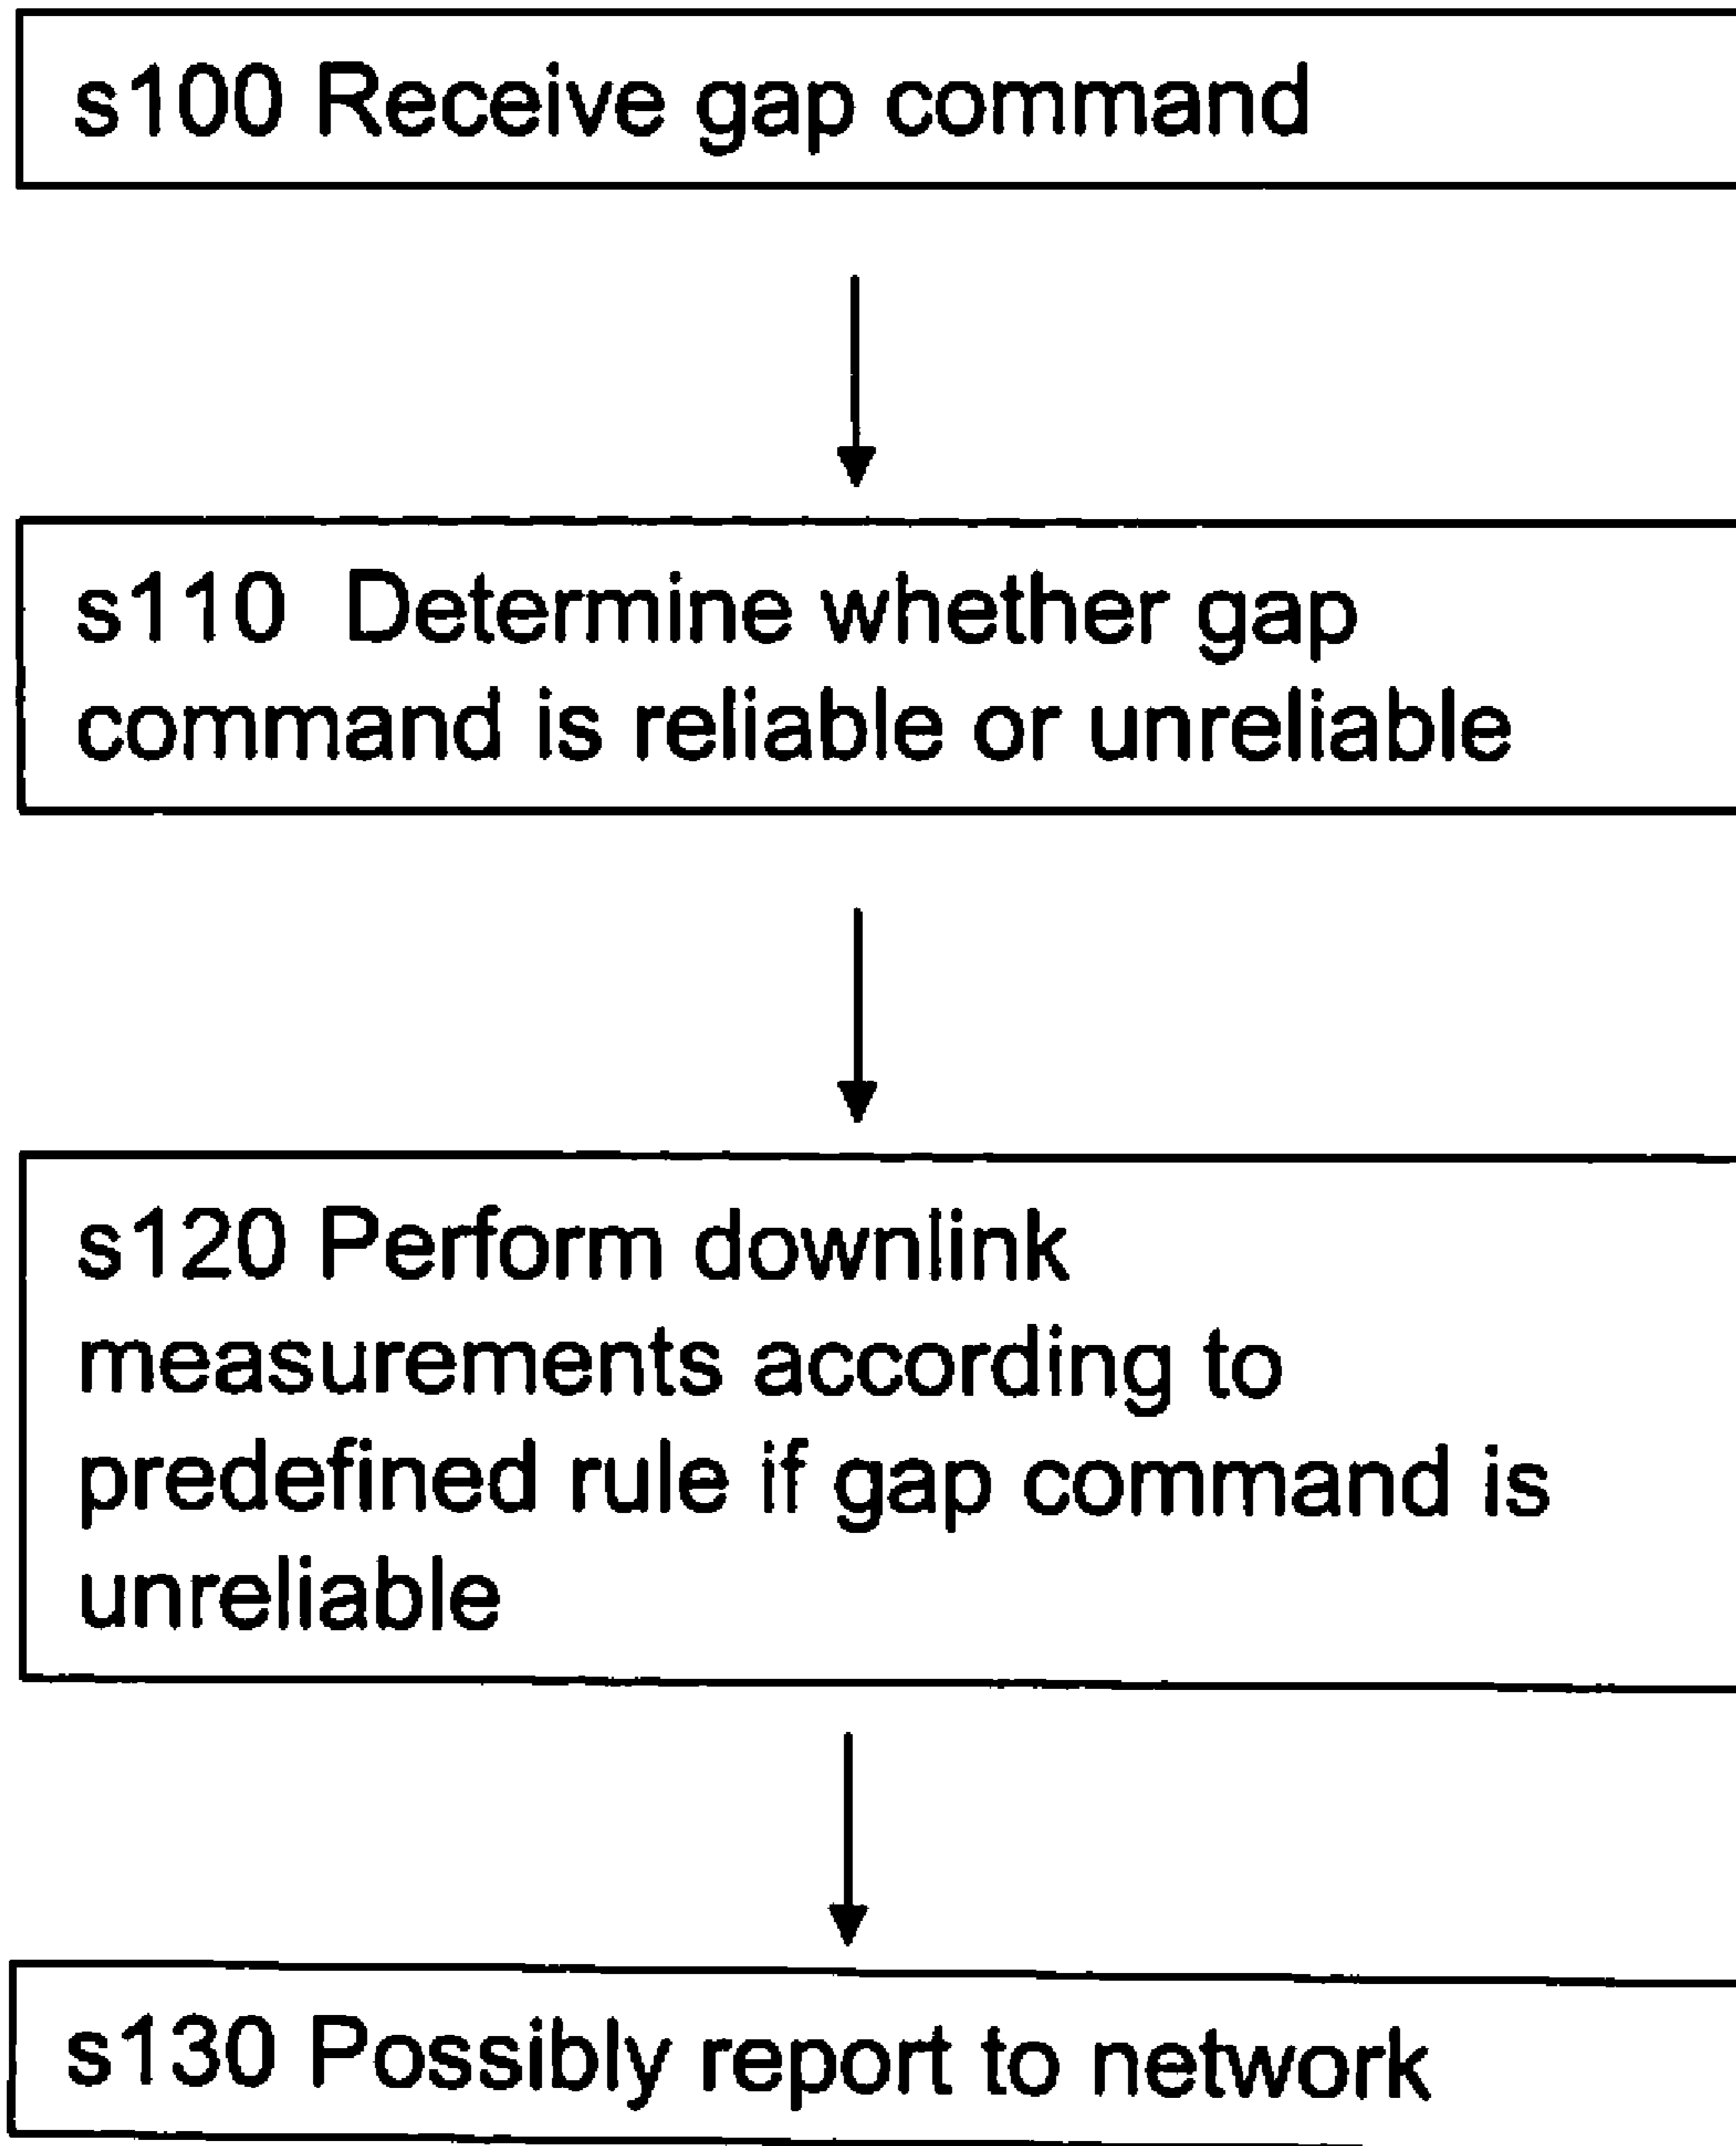 s100 Receive gap command
s110 Determine whether gap
command is reliable or unreliable
s120 Perform downlink
measurements according to
predefined rule if gap command is
unreliable
s130 Possibly report to network